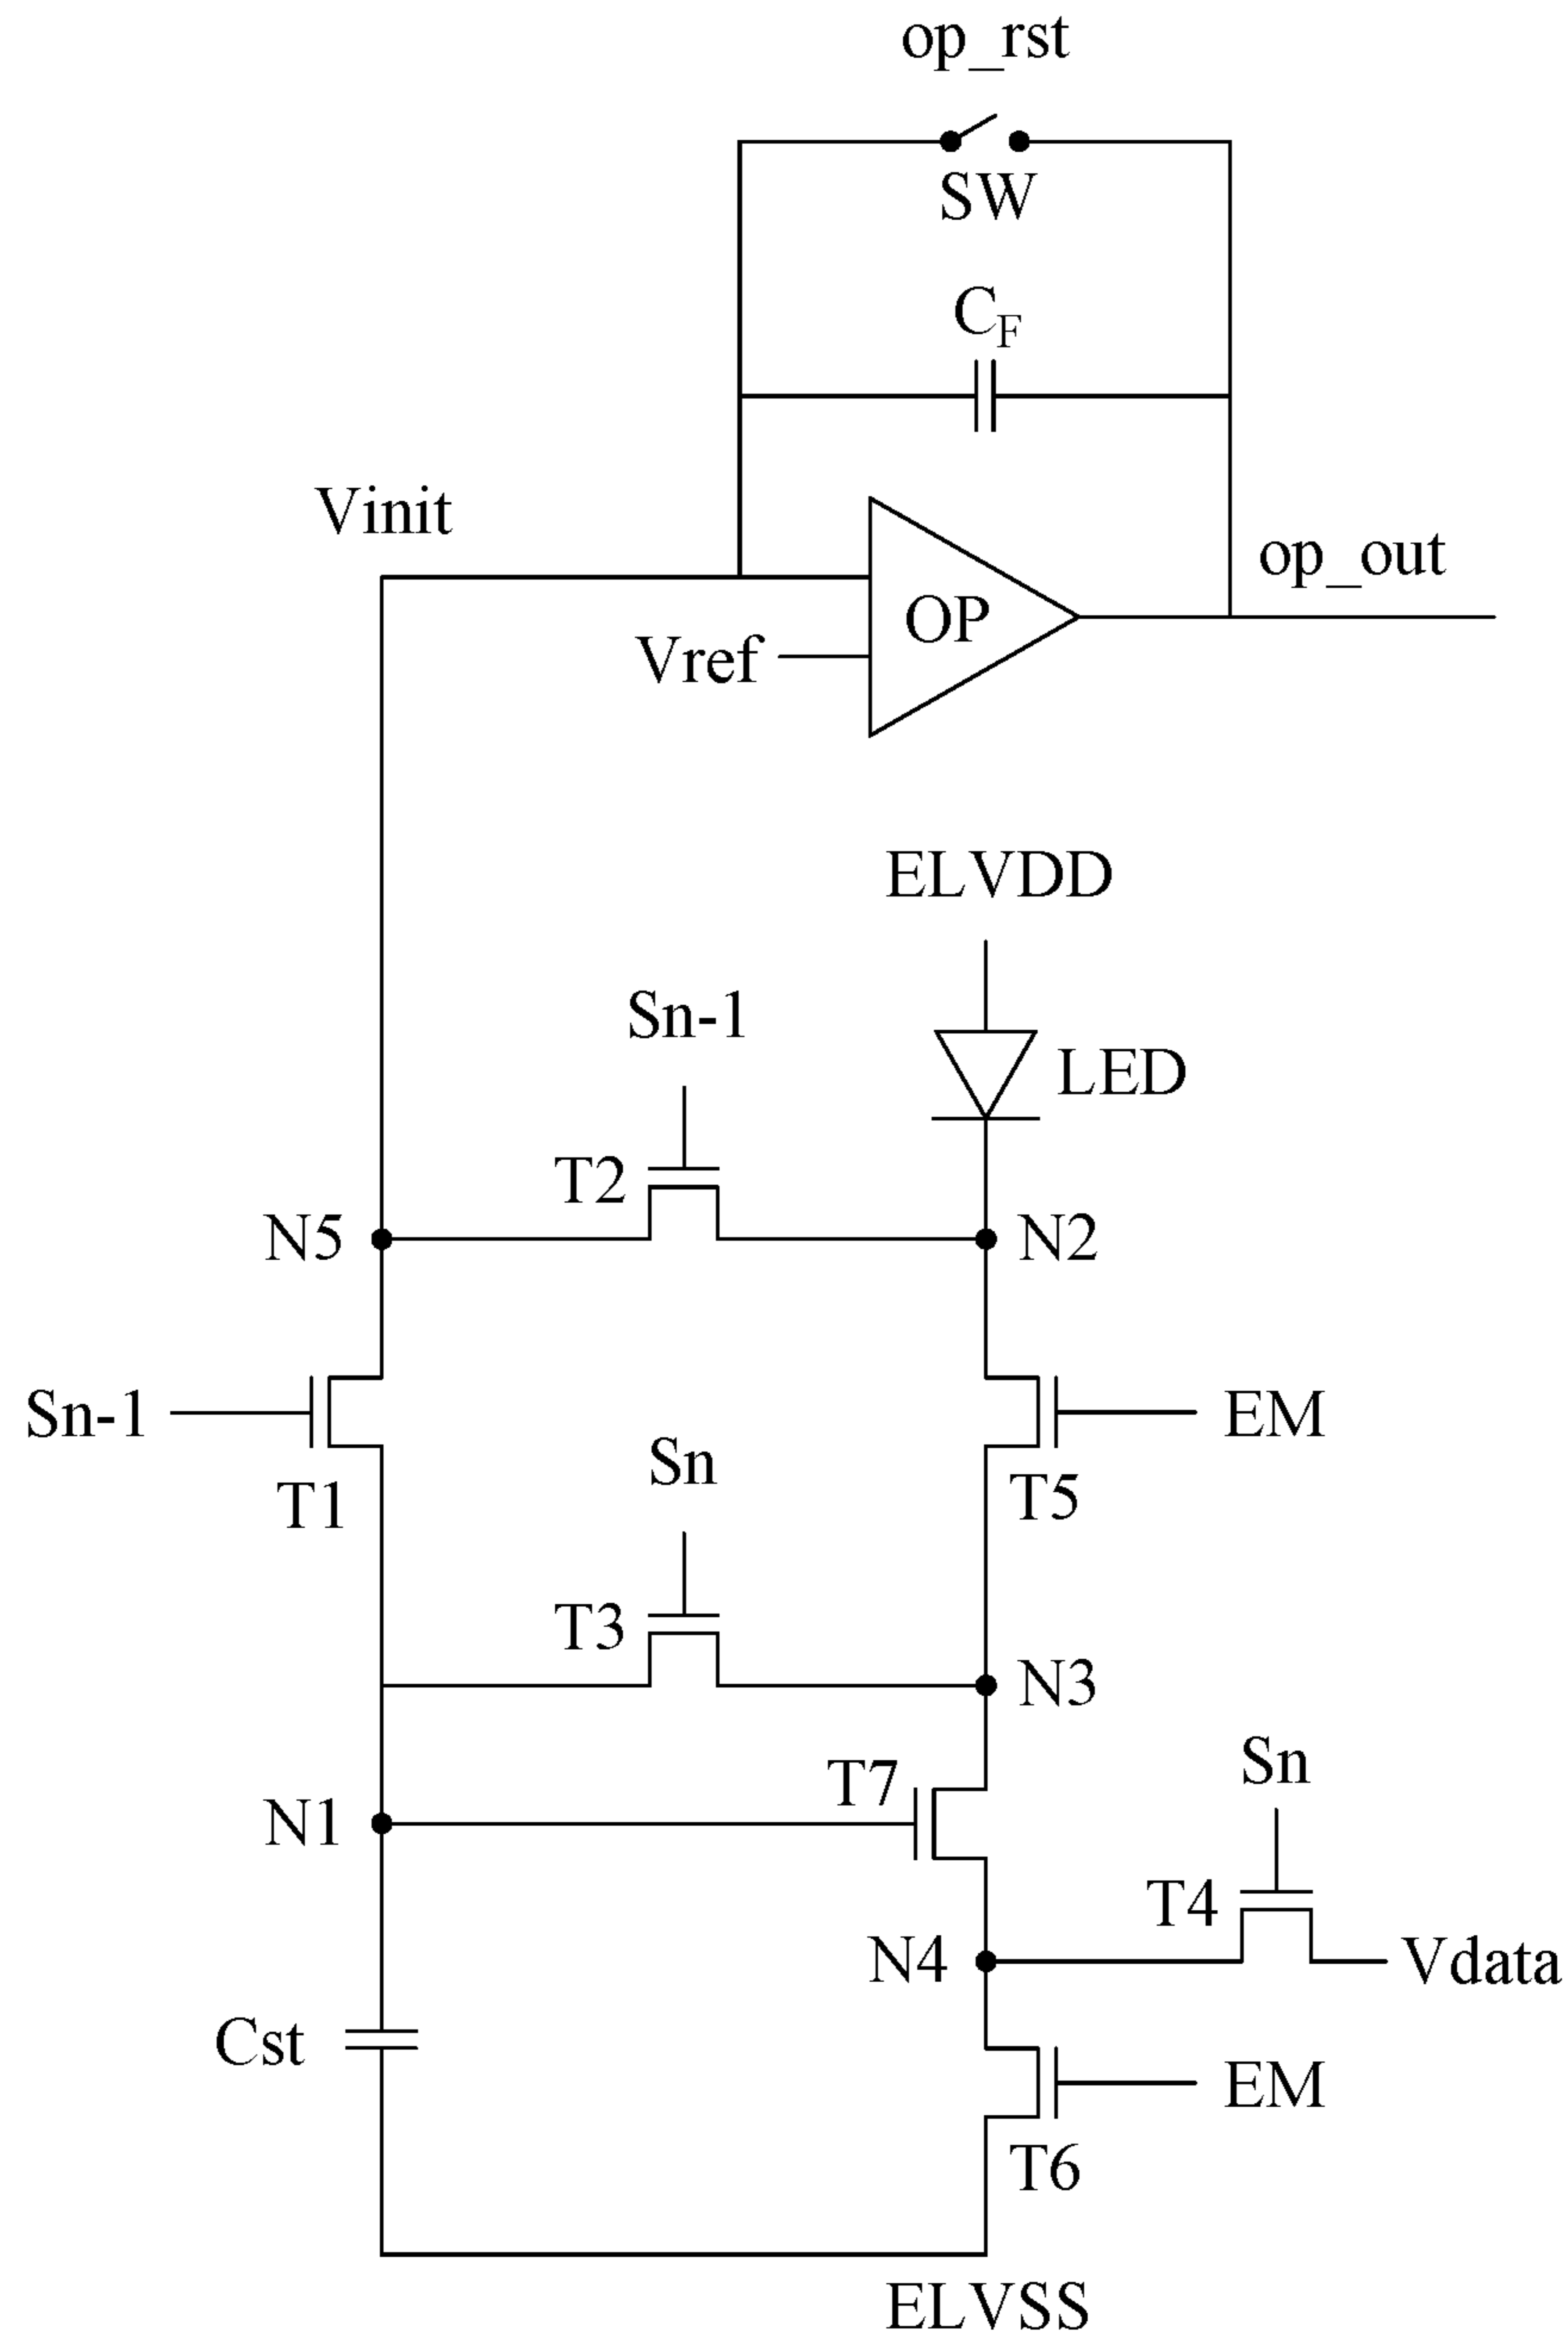 op_rst
SW
CF
Vinit
op_out
OP
Vref
ELVDD
Sn-1
LED
T2
N5
N2
Sn-1
EM
Sn
T1
T5
T3
N3
Sn
T7
N1
T4
N4
Vdata
Cst
EM
T6
ELVSS